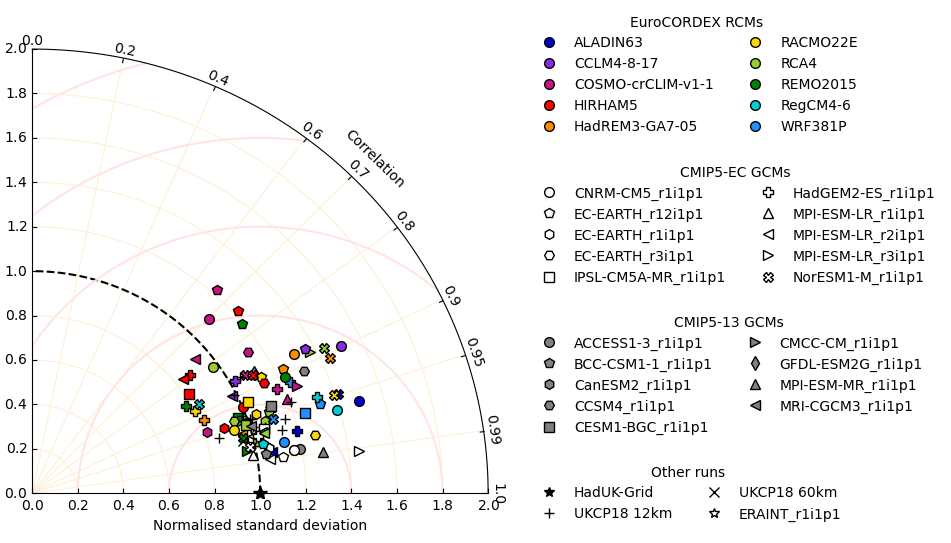 0.0
0.2
0.4
0.6
0.7
0.8
0.9
0.95
0.99
1.0
Correlation
2.0
1.8
1.6
1.4
1.2
1.0
0.8
0.6
0.4
0.2
0.0
0.0 0.2 0.4 0.6 0.8 1.0 1.2 1.4 1.6 1.8 2.0
Normalised standard deviation
EuroCORDEX RCMs
ALADIN63 RACMO22E
CCLM4-8-17 RCA4
COSMO-crCLIM-v1-1 REMO2015
HIRHAM5 RegCM4-6
HadREM3-GA7-05 WRF381P
CMIP5-EC GCMs
CNRM-CM5_r1i1p1 HadGEM2-ES_r1i1p1
EC-EARTH_r12i1p1 MPI-ESM-LR_r1i1p1
EC-EARTH_r1i1p1 MPI-ESM-LR_r2i1p1
EC-EARTH_r3i1p1 MPI-ESM-LR_r3i1p1
IPSL-CM5A-MR_r1i1p1 NorESM1-M_r1i1p1
CMIP5-13 GCMs
ACCESS1-3_r1i1p1 CMCC-CM_r1i1p1
BCC-CSM1-1_r1i1p1 GFDL-ESM2G_r1i1p1
CanESM2_r1i1p1 MPI-ESM-MR_r1i1p1
CCSM4_r1i1p1 MRI-CGCM3_r1i1p1
CESM1-BGC_r1i1p1
Other runs
HadUK-Grid UKCP18 60km
UKCP18 12km ERAINT_r1i1p1